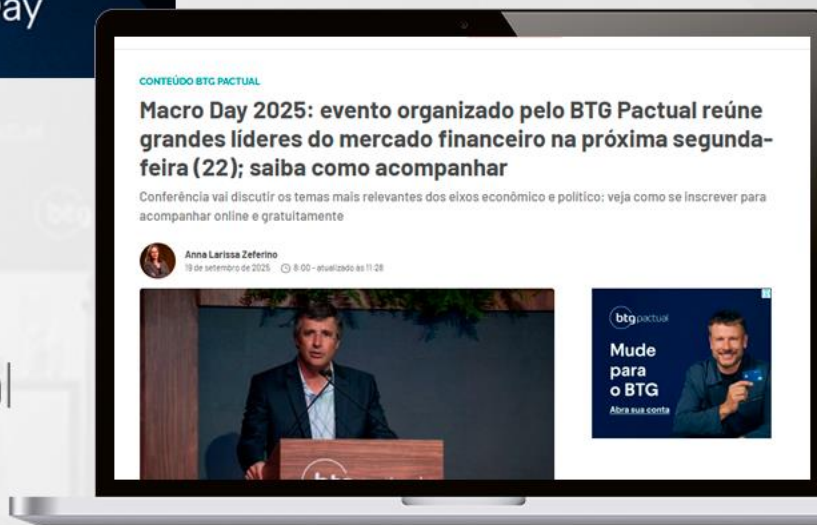 ay
CONTEÚDO BTG PACTUAL
Macro Day 2025: evento organizado pelo BTG Pactual reúne
grandes líderes do mercado financeiro na próxima segunda-
feira (22); saiba como acompanhar
Conferência vai discutir os temas mais relevantes dos eixos econômico e político; veja como se inscrever para
acompanhar online e gratuitamente
Anna Larissa Zeferino
19 de setembro de 2025 8:00 - atualizado às 11:28
btg pactual
Mude
para
o BTG
Abra sua conta